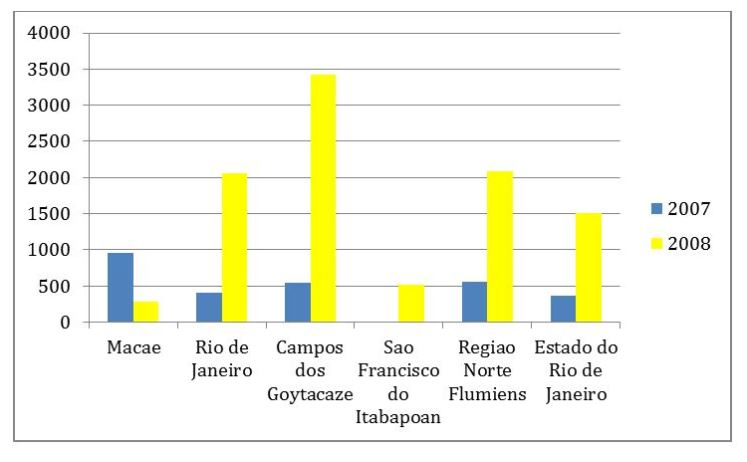 4000
3500
3000
2500
2000
1500
1000
500
0
Macae
Rio de
Janeiro
Campos
dos
Goytacaze
Sao
Francisco
do
Itabapoan
Regiao
Norte
Flumiens
Estado do
Rio de
Janeiro
2007
2008